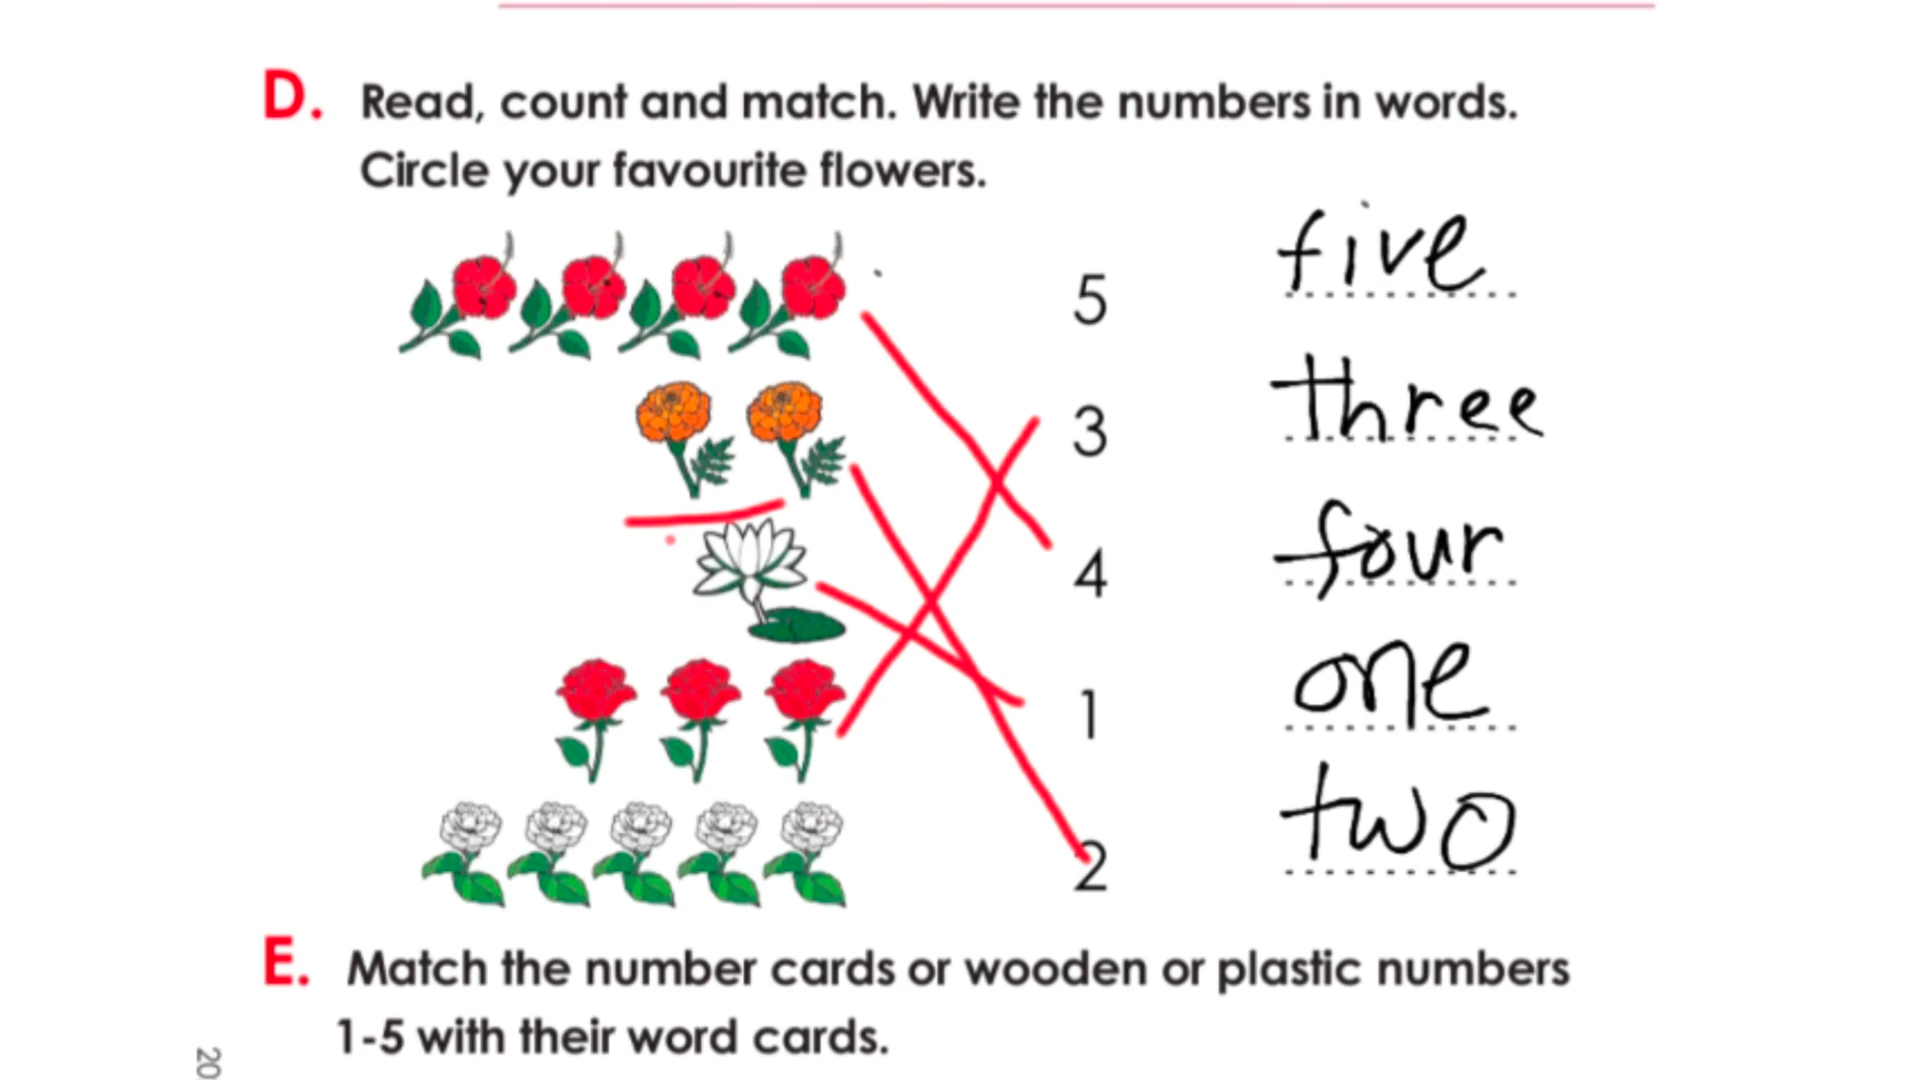 D. Read, count and match. Write the numbers in words.
Circle your favourite flowers.
5 five
3 three
4 four
1 one
2 two
E. Match the number cards or wooden or plastic numbers
1-5 with their word cards.
20